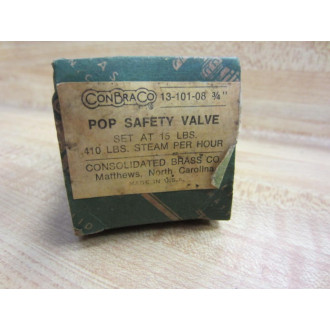 CONBRACO 13-101-08 ¾"
POP SAFETY VALVE
SET AT 15 LBS.
410 LBS. STEAM PER HOUR
CONSOLIDATED BRASS CO.
Matthews, North Carolina
MADE IN U.S.A.